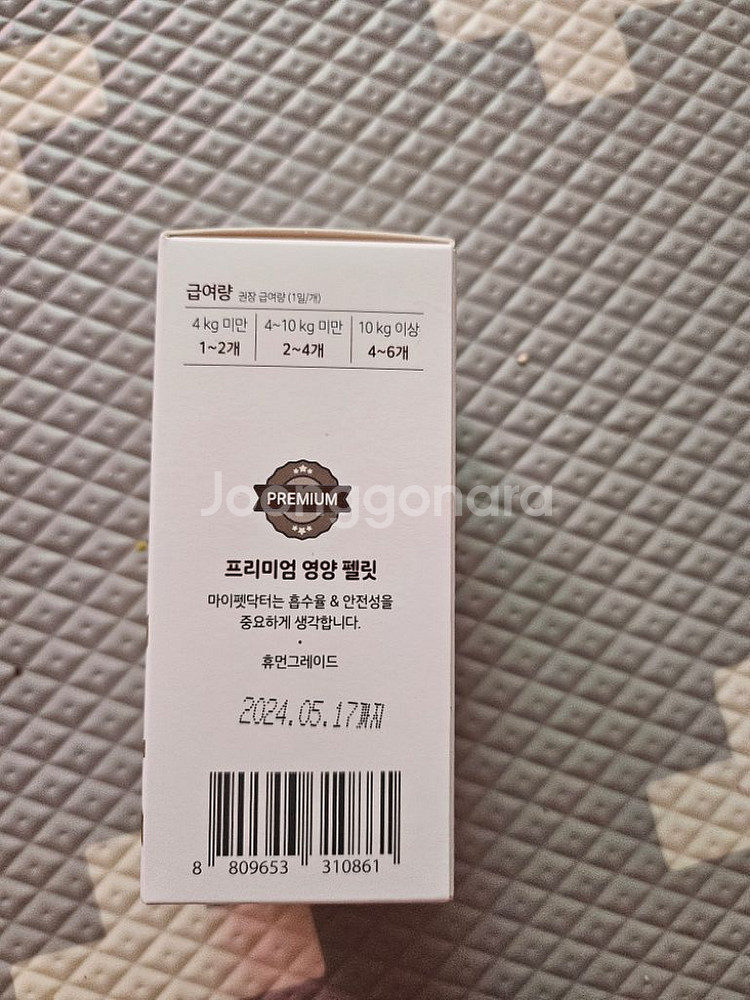 급여량 권장 급여량 (1일/개)
4 kg 미만 4~10 kg 미만 10 kg 이상
1~2개 2~4개 4~6개
PREMIUM
Joonggonara
프리미엄 영양 펠릿
마이펫닥터는 흡수율 & 안전성을
중요하게 생각합니다.
휴먼그레이드
2024.05.17까지
8 809653 310861